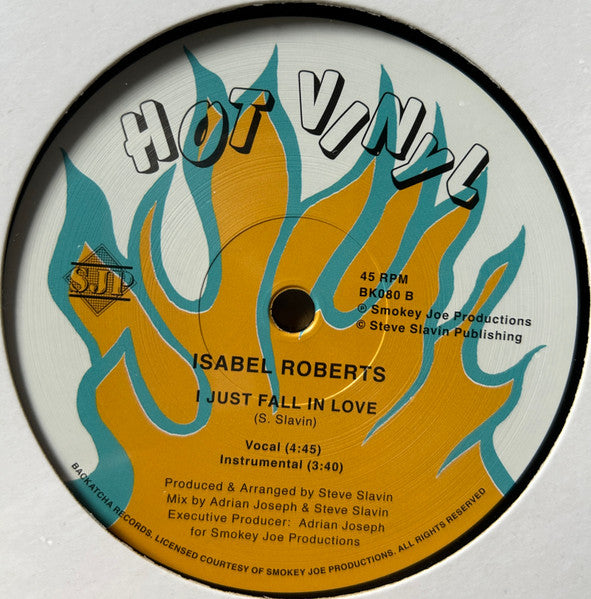 HOT VINYL
SJP
45 RPM
BK080 B
℗ Smokey Joe Productions
© Steve Slavin Publishing
ISABEL ROBERTS
I JUST FALL IN LOVE
(S. Slavin)
Vocal (4:45)
Instrumental (3:40)
Produced & Arranged by Steve Slavin
Mix by Adrian Joseph & Steve Slavin
Executive Producer: Adrian Joseph
for Smokey Joe Productions
BACKATCHA RECORDS. LICENSED COURTESY OF SMOKEY JOE PRODUCTIONS. ALL RIGHTS RESERVED